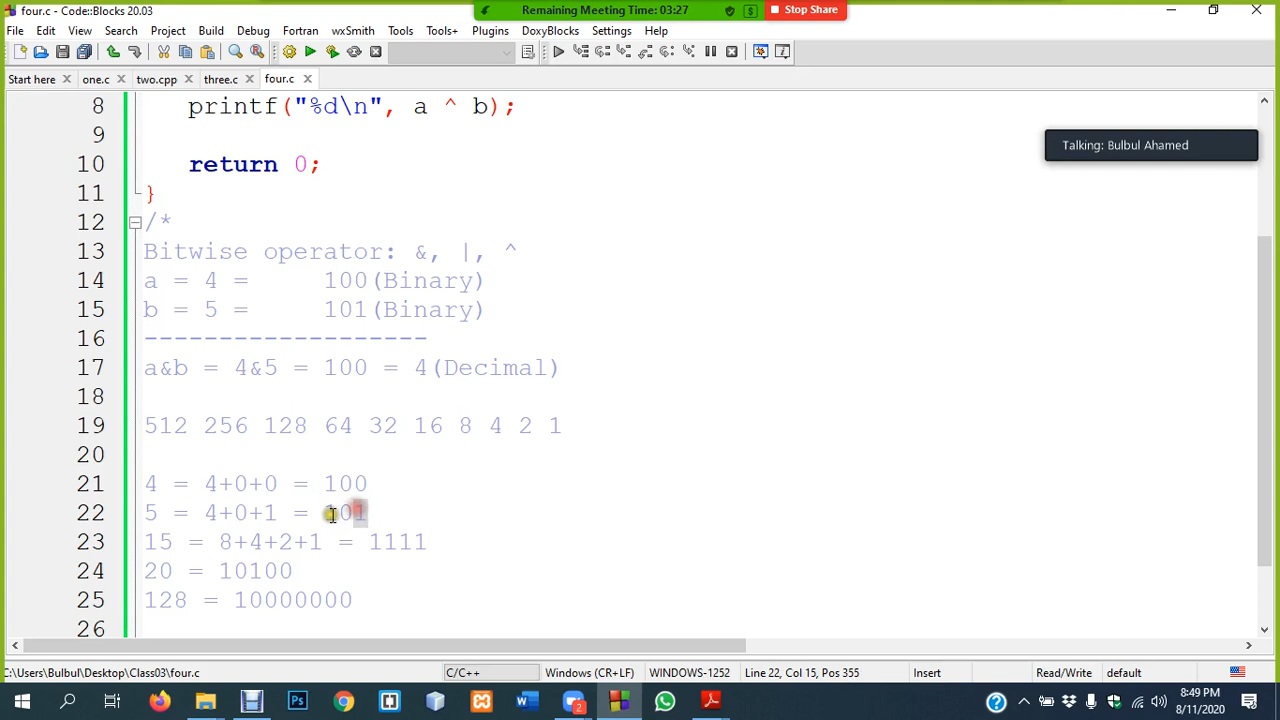 four.c - Code::Blocks 20.03
Remaining Meeting Time: 03:27
Stop Share
File Edit View Search Project Build Debug Fortran wxSmith Tools Tools+ Plugins DoxyBlocks Settings Help
Start here one.c two.cpp three.c four.c
Talking: Bulbul Ahamed
8 printf("%d\n", a ^ b);
9
10 return 0;
11 }
12 /*
13 Bitwise operator: &, |, ^
14 a = 4 = 100(Binary)
15 b = 5 = 101(Binary)
16 -------------------
17 a&b = 4&5 = 100 = 4(Decimal)
18
19 512 256 128 64 32 16 8 4 2 1
20
21 4 = 4+0+0 = 100
22 5 = 4+0+1 = 101
23 15 = 8+4+2+1 = 1111
24 20 = 10100
25 128 = 10000000
26
C:\Users\Bulbul\Desktop\Class03\four.c C/C++ Windows (CR+LF) WINDOWS-1252 Line 22, Col 15, Pos 355 Insert Read/Write default
2
8:49 PM
8/11/2020